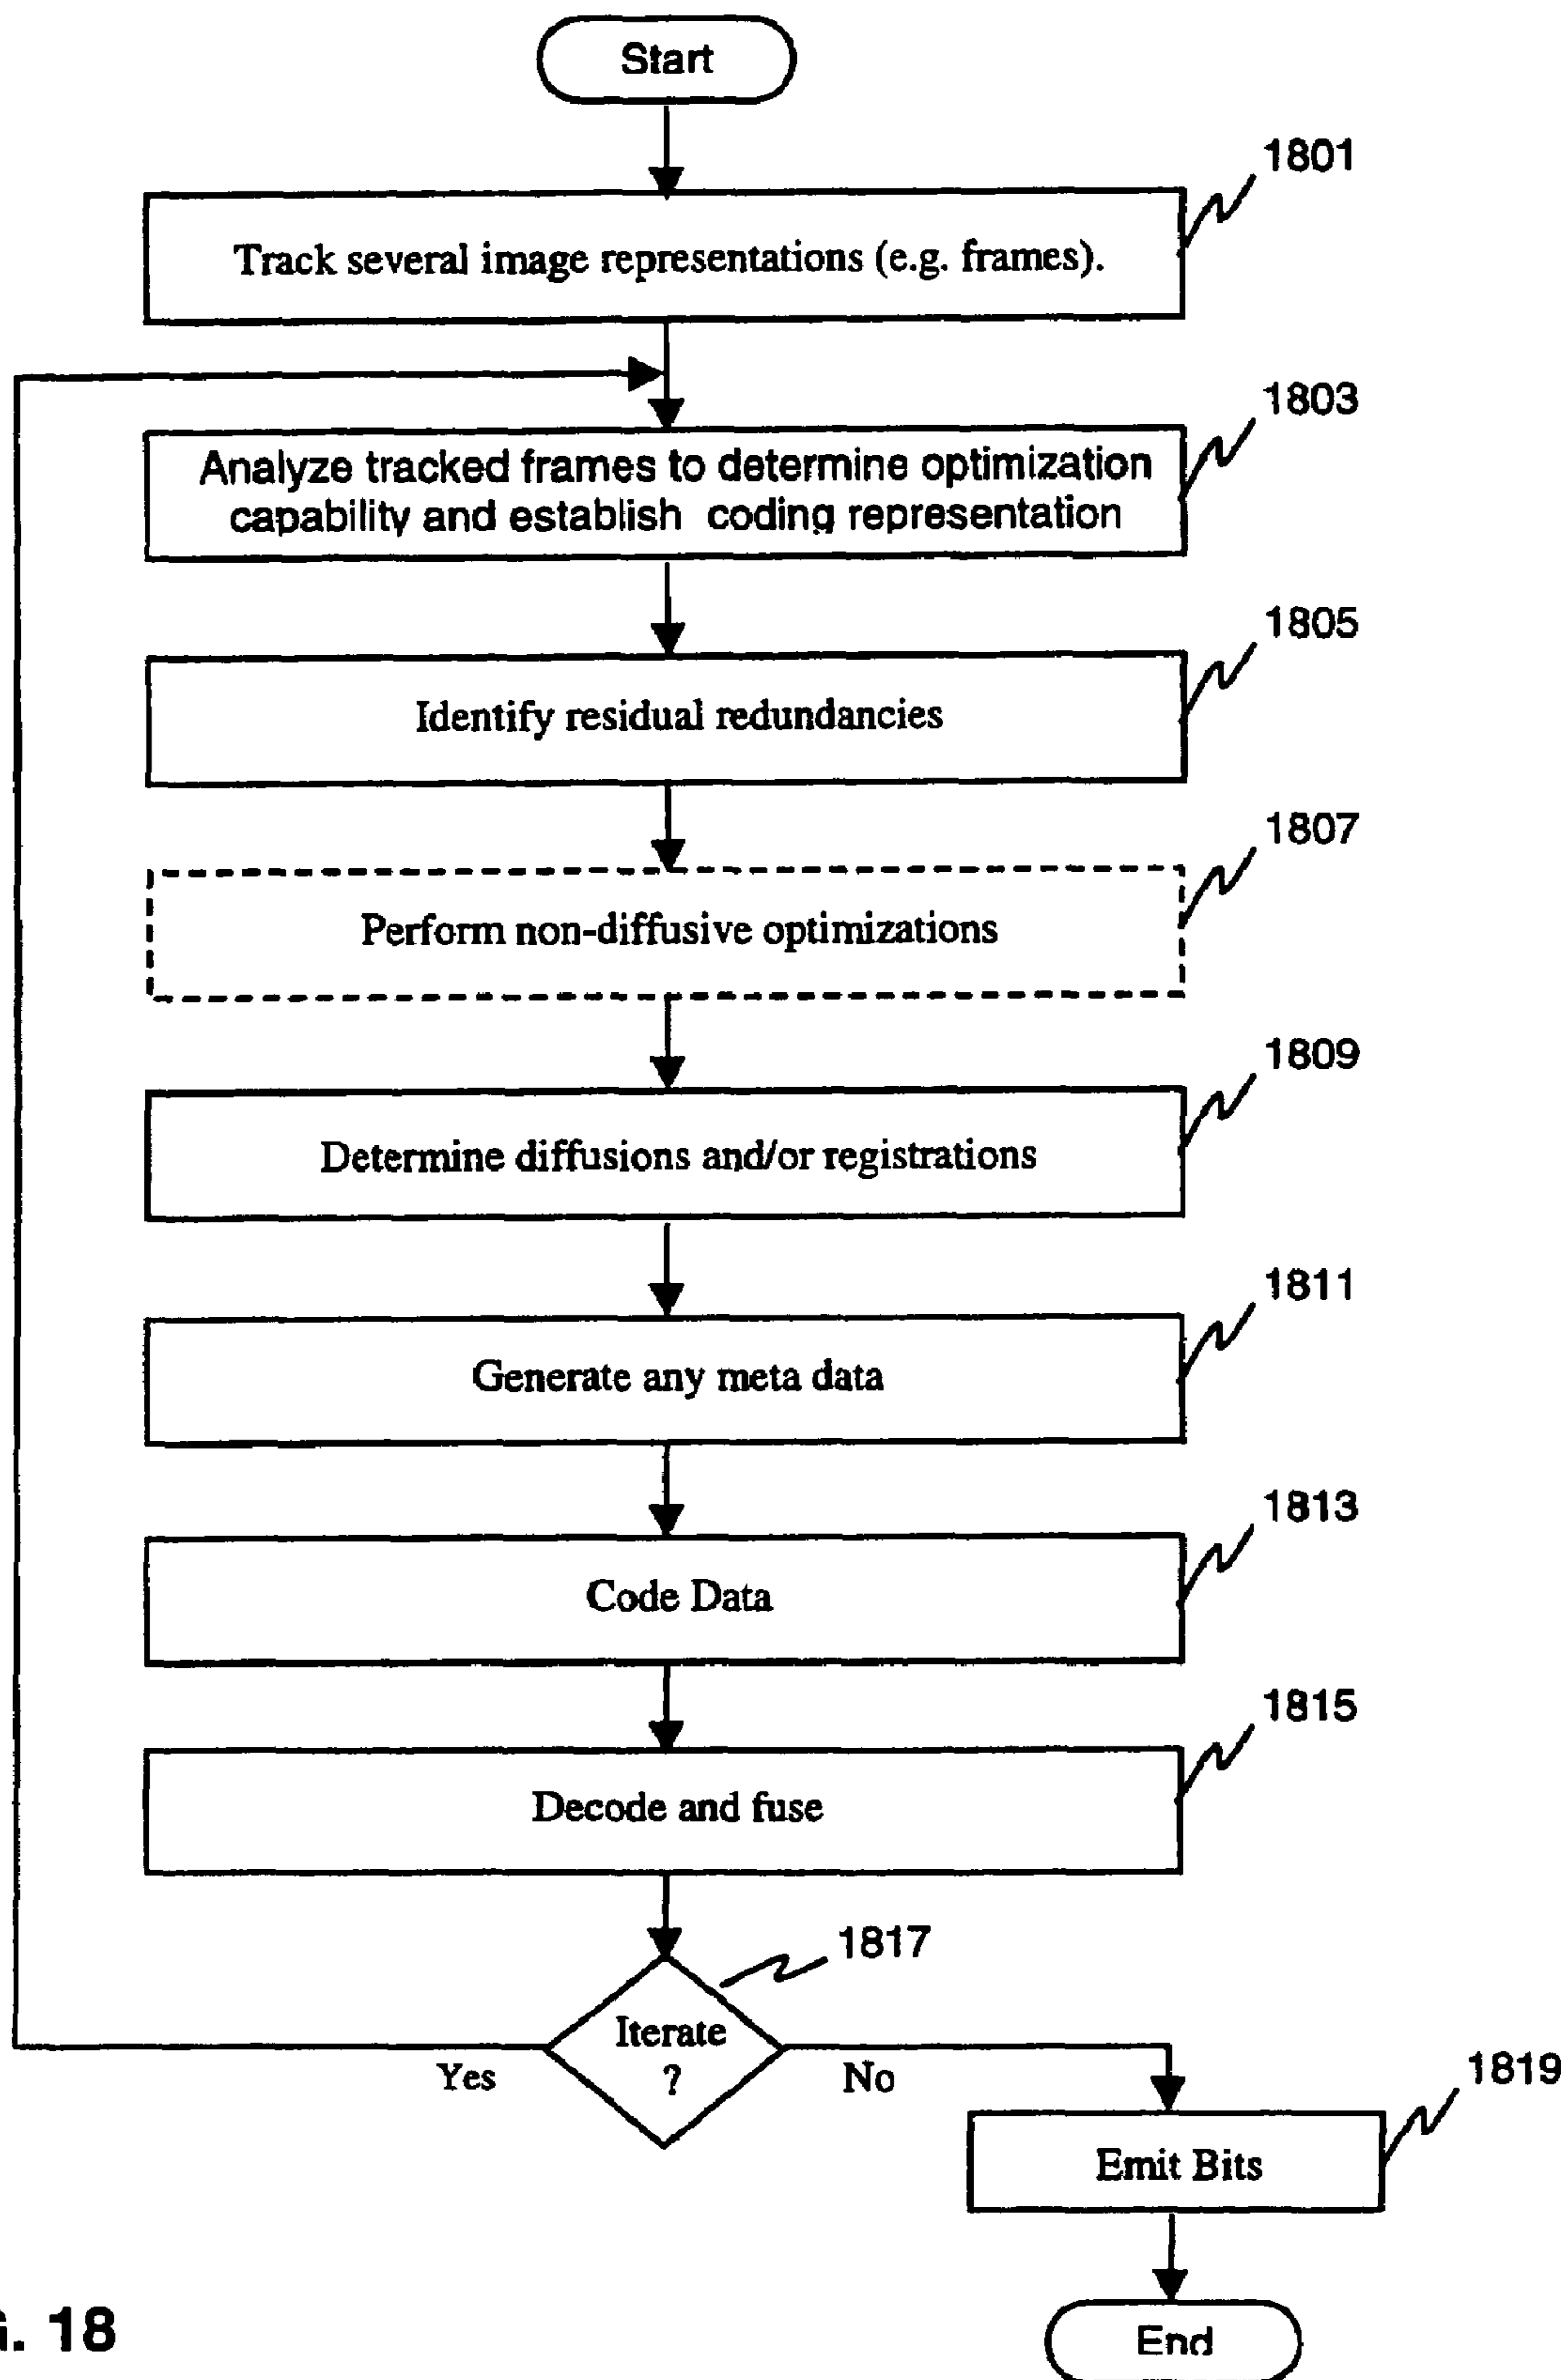 Start
1801
Track several image representations (e.g. frames).
1803
Analyze tracked frames to determine optimization
capability and establish coding representation
1805
Identify residual redundancies
1807
Perform non-diffusive optimizations
1809
Determine diffusions and/or registrations
1811
Generate any meta data
1813
Code Data
1815
Decode and fuse
1817
Iterate
?
Yes
No
1819
Emit Bits
End
. 18